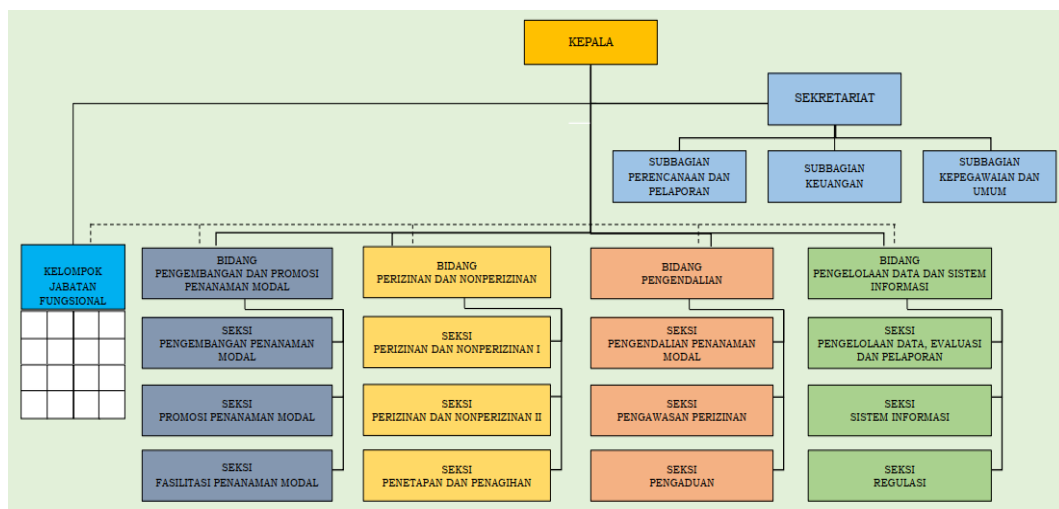 KEPALA
SEKRETARIAT
SUBBAGIAN
PERENCANAAN DAN
PELAPORAN
SUBBAGIAN
KEUANGAN
SUBBAGIAN
KEPEGAWAIAN DAN
UMUM
KELOMPOK
JABATAN
FUNGSIONAL
BIDANG
PENGEMBANGAN DAN PROMOSI
PENANAMAN MODAL
SEKSI
PENGEMBANGAN PENANAMAN
MODAL
SEKSI
PROMOSI PENANAMAN MODAL
SEKSI
FASILITASI PENANAMAN MODAL
BIDANG
PERIZINAN DAN NONPERIZINAN
SEKSI
PERIZINAN DAN NONPERIZINAN I
SEKSI
PERIZINAN DAN NONPERIZINAN II
SEKSI
PENETAPAN DAN PENAGIHAN
BIDANG
PENGENDALIAN
SEKSI
PENGENDALIAN PENANAMAN
MODAL
SEKSI
PENGAWASAN PERIZINAN
SEKSI
PENGADUAN
BIDANG
PENGELOLAAN DATA DAN SISTEM
INFORMASI
SEKSI
PENGELOLAAN DATA, EVALUASI
DAN PELAPORAN
SEKSI
SISTEM INFORMASI
SEKSI
REGULASI